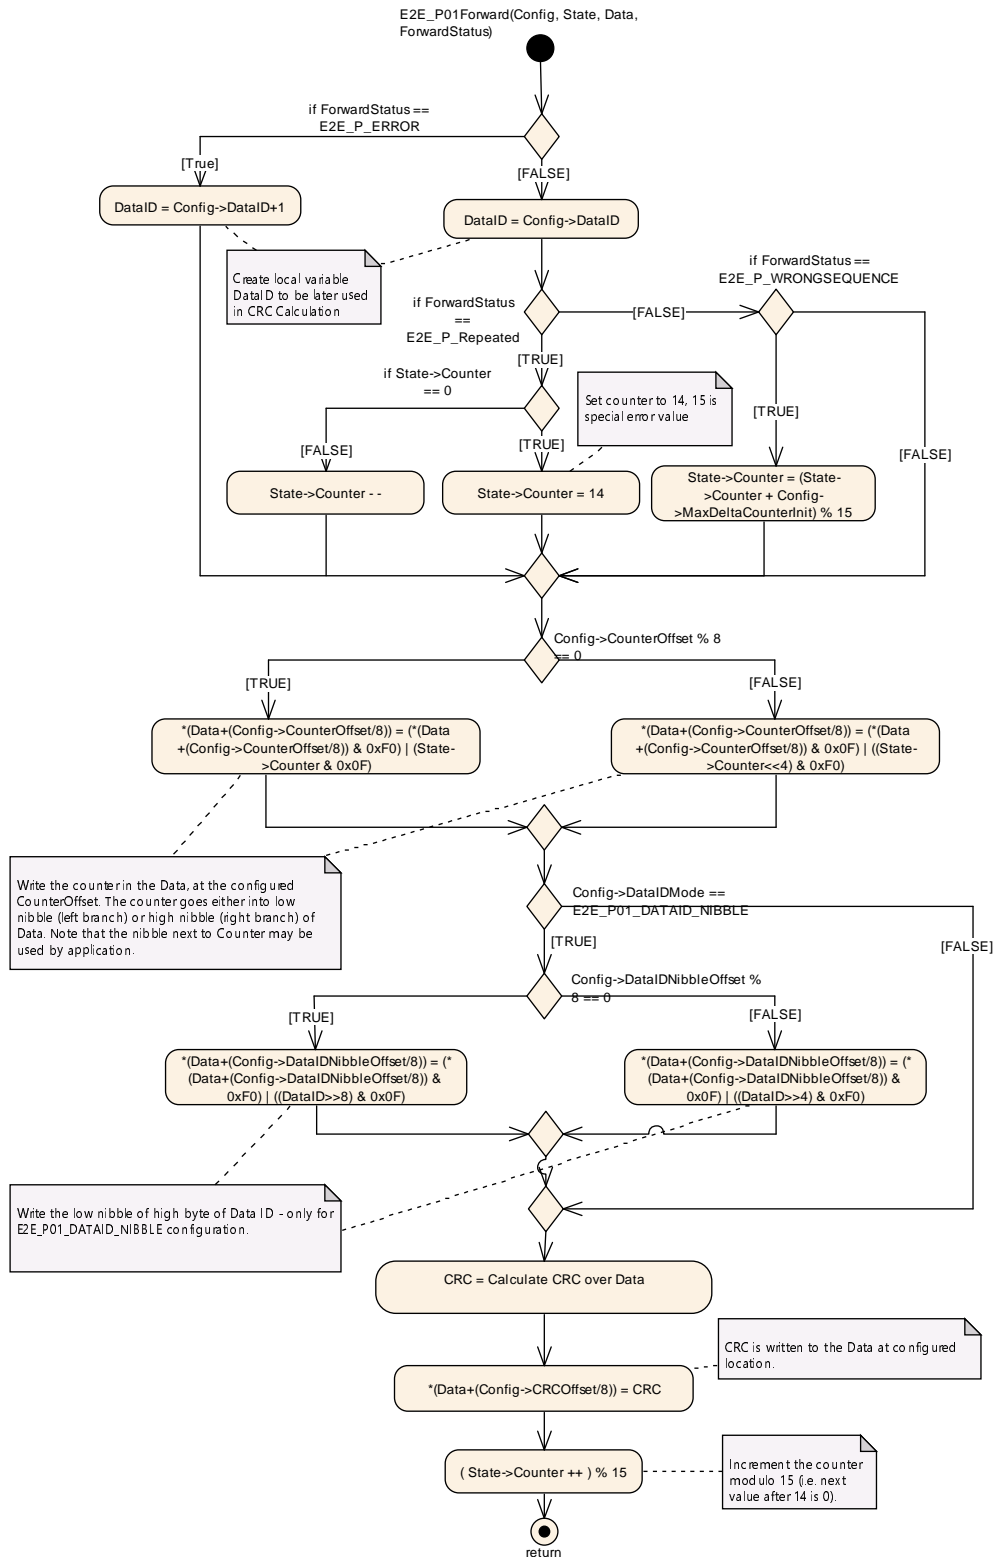 E2E_P01Forward(Config, State, Data,
ForwardStatus)
if ForwardStatus ==
E2E_P_ERROR
[True]
[FALSE]
DataID = Config->DataID+1
DataID = Config->DataID
Create local variable
DataID to be later used
in CRC Calculation
if ForwardStatus ==
E2E_P_WRONGSEQUENCE
if ForwardStatus
==
E2E_P_Repeated
[FALSE]
[TRUE]
if State->Counter
== 0
Set counter to 14, 15 is
special error value
[TRUE]
[FALSE]
[TRUE]
[FALSE]
State->Counter - -
State->Counter = 14
State->Counter = (State-
>Counter + Config-
>MaxDeltaCounterInit) % 15
Config->CounterOffset % 8
== 0
[TRUE]
[FALSE]
*(Data+(Config->CounterOffset/8)) = (*(Data
+(Config->CounterOffset/8)) & 0xF0) | (State-
>Counter & 0x0F)
*(Data+(Config->CounterOffset/8)) = (*(Data
+(Config->CounterOffset/8)) & 0x0F) | ((State-
>Counter<<4) & 0xF0)
Write the counter in the Data, at the configured
CounterOffset. The counter goes either into low
nibble (left branch) or high nibble (right branch) of
Data. Note that the nibble next to Counter may be
used by application.
Config->DataIDMode ==
E2E_P01_DATAID_NIBBLE
[TRUE]
[FALSE]
Config->DataIDNibbleOffset %
8 == 0
[TRUE]
[FALSE]
*(Data+(Config->DataIDNibbleOffset/8)) = (*
(Data+(Config->DataIDNibbleOffset/8)) &
0xF0) | ((DataID>>8) & 0x0F)
*(Data+(Config->DataIDNibbleOffset/8)) = (*
(Data+(Config->DataIDNibbleOffset/8)) &
0x0F) | ((DataID>>4) & 0xF0)
Write the low nibble of high byte of Data ID - only for
E2E_P01_DATAID_NIBBLE configuration.
CRC = Calculate CRC over Data
CRC is written to the Data at configured
location.
*(Data+(Config->CRCOffset/8)) = CRC
( State->Counter ++ ) % 15
Increment the counter
modulo 15 (i.e. next
value after 14 is 0).
return